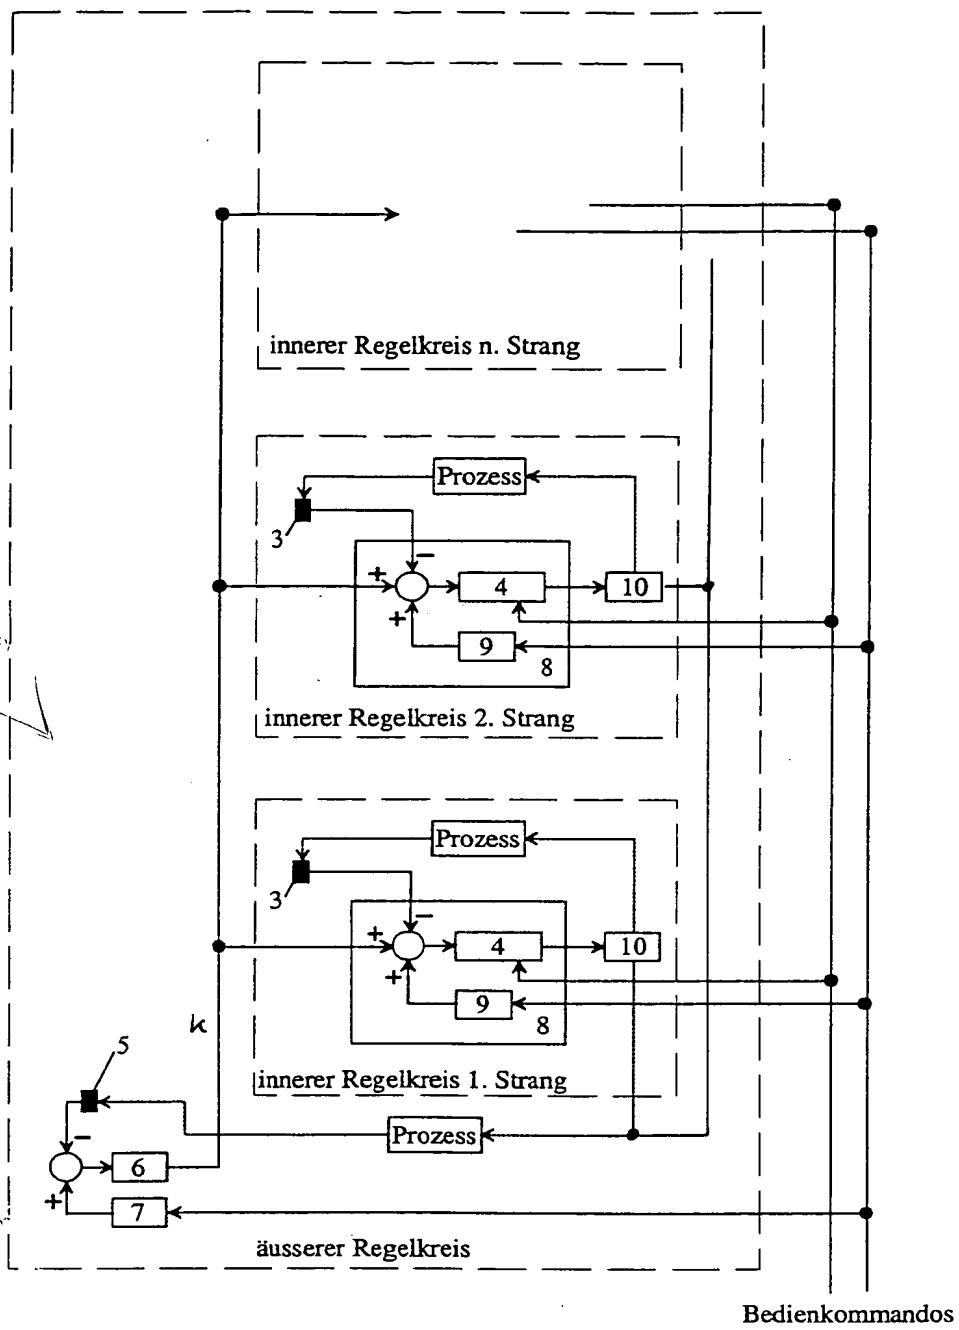 innerer Regelkreis n. Strang
Prozess
3
−
+
4
10
+
9
8
innerer Regelkreis 2. Strang
Prozess
3
−
+
4
10
+
9
8
k
innerer Regelkreis 1. Strang
5
Prozess
−
6
+
7
äusserer Regelkreis
Bedienkommandos